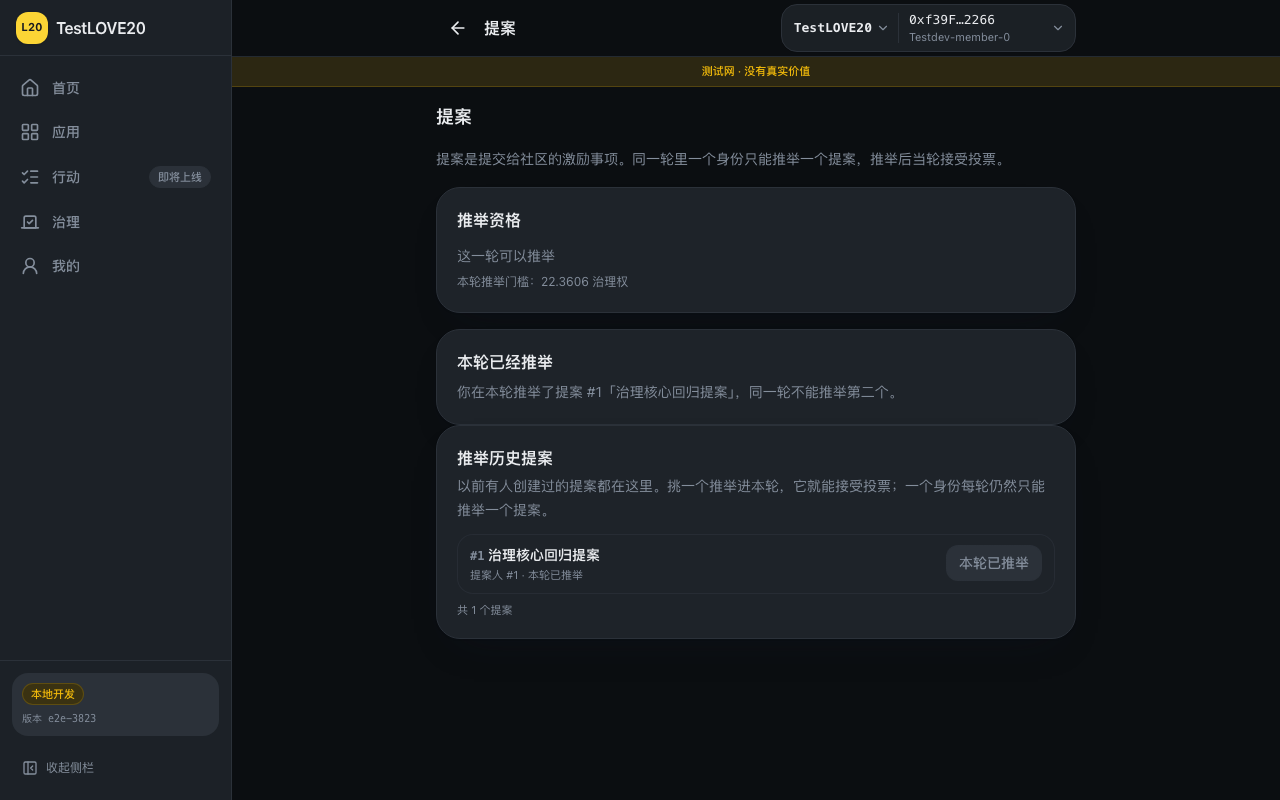 L20 TestLOVE20
首页
应用
行动 即将上线
治理
我的
本地开发
版本 e2e-3823
收起侧栏
提案
TestLOVE20
0xf39F…2266
Testdev-member-0
测试网 · 没有真实价值
提案
提案是提交给社区的激励事项。同一轮里一个身份只能推举一个提案，推举后当轮接受投票。
推举资格
这一轮可以推举
本轮推举门槛：22.3606 治理权
本轮已经推举
你在本轮推举了提案 #1「治理核心回归提案」，同一轮不能推举第二个。
推举历史提案
以前有人创建过的提案都在这里。挑一个推举进本轮，它就能接受投票；一个身份每轮仍然只能
推举一个提案。
#1 治理核心回归提案
提案人 #1 · 本轮已推举
本轮已推举
共 1 个提案